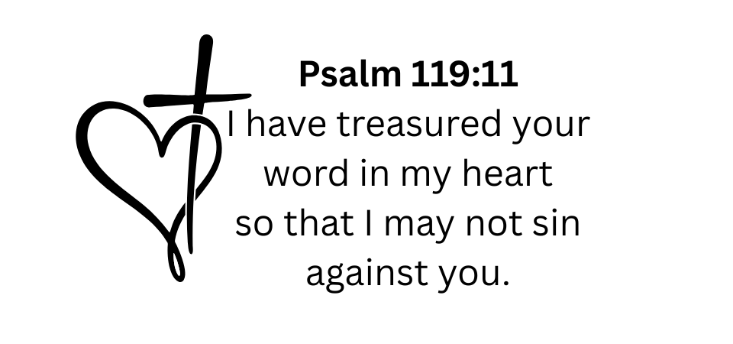 Psalm 119:11
I have treasured your
word in my heart
so that I may not sin
against you.